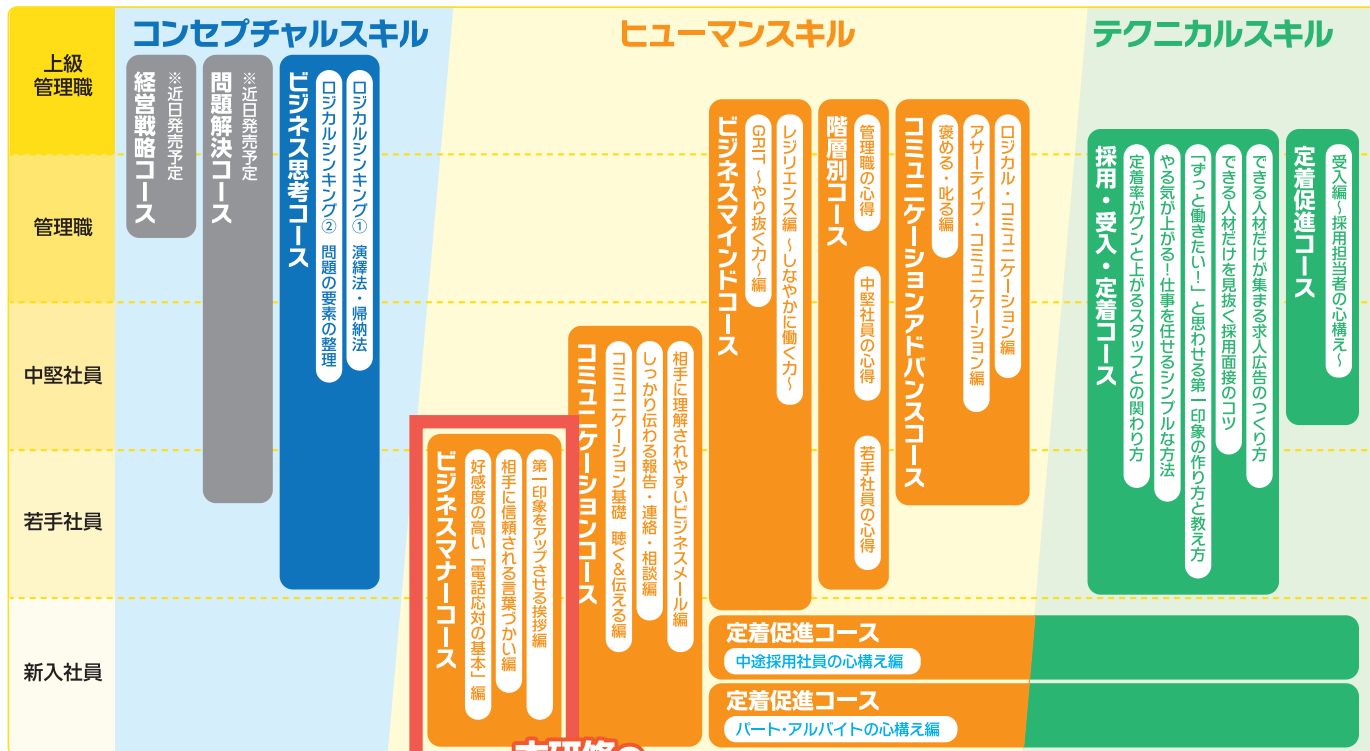 コンセプチャルスキル
ヒューマンスキル
テクニカルスキル
上級
管理職
管理職
中堅社員
若手社員
新入社員
経営戦略コース
※近日発売予定
問題解決コース
※近日発売予定
ビジネス思考コース
ロジカルシンキング② 問題の要素の整理
ロジカルシンキング① 演繹法・帰納法
ビジネスマナーコース
好感度の高い「電話応対の基本」編
相手に信頼される言葉づかい編
第一印象をアップさせる挨拶編
コミュニケーションコース
コミュニケーション基礎 聴く&伝える編
しっかり伝わる報告・連絡・相談編
相手に理解されやすいビジネスメール編
ビジネスマインドコース
GRIT ～やり抜く力～編
レジリエンス編 ～しなやかに働く力～
階層別コース
管理職の心得
中堅社員の心得
若手社員の心得
コミュニケーションアドバンスコース
褒める・叱る編
アサーティブ・コミュニケーション編
ロジカル・コミュニケーション編
採用・受入・定着コース
定着率がグンと上がるスタッフとの関わり方
やる気が上がる！仕事を任せるシンプルな方法
「ずっと働きたい！」と思わせる第一印象の作り方と教え方
できる人材だけを見抜く採用面接のコツ
できる人材だけが集まる求人広告のつくり方
定着促進コース
受入編～採用担当者の心構え～
定着促進コース
中途採用社員の心構え編
定着促進コース
パート・アルバイトの心構え編
本研修の